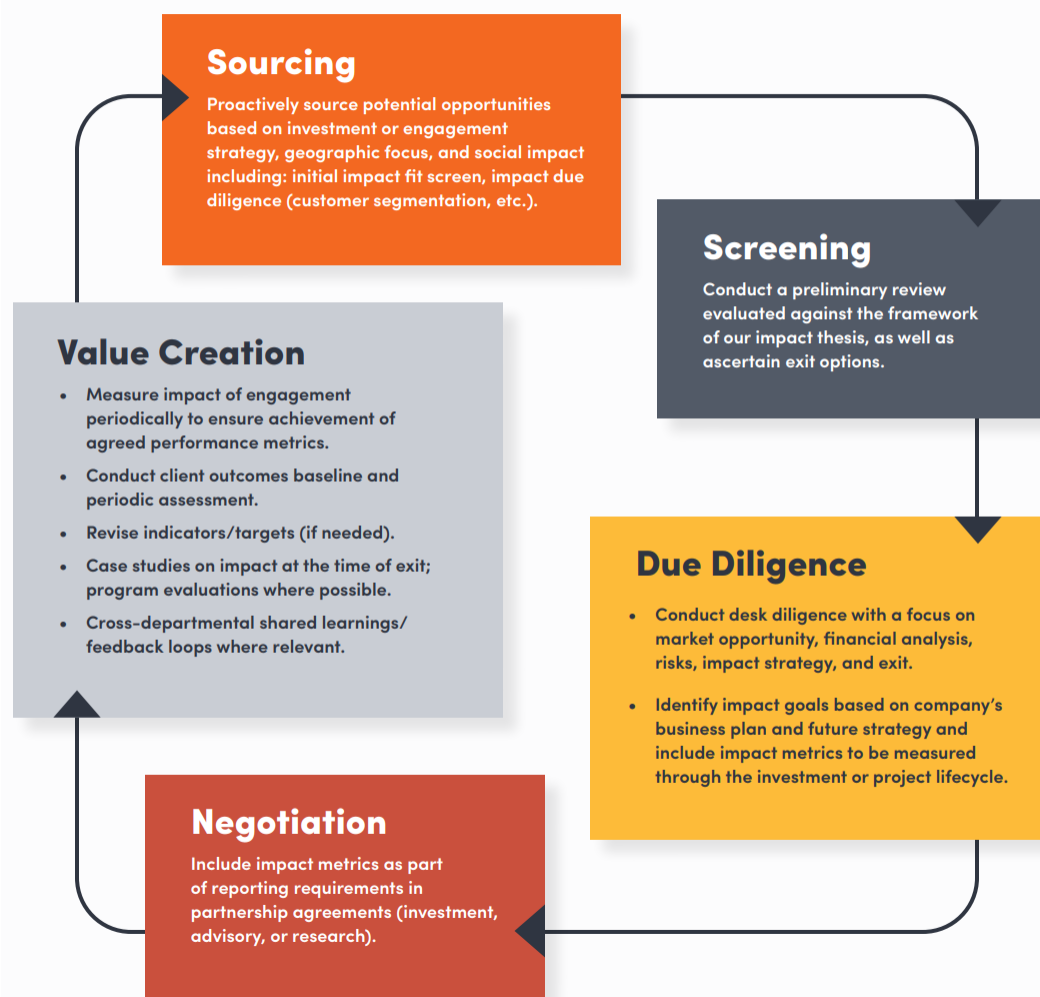 Sourcing
Proactively source potential opportunities
based on investment or engagement
strategy, geographic focus, and social impact
including: initial impact fit screen, impact due
diligence (customer segmentation, etc.).
Screening
Conduct a preliminary review
evaluated against the framework
of our impact thesis, as well as
ascertain exit options.
Due Diligence
• Conduct desk diligence with a focus on
market opportunity, financial analysis,
risks, impact strategy, and exit.
• Identify impact goals based on company's
business plan and future strategy and
include impact metrics to be measured
through the investment or project lifecycle.
Negotiation
Include impact metrics as part
of reporting requirements in
partnership agreements (investment,
advisory, or research).
Value Creation
• Measure impact of engagement
periodically to ensure achievement of
agreed performance metrics.
• Conduct client outcomes baseline and
periodic assessment.
• Revise indicators/targets (if needed).
• Case studies on impact at the time of exit;
program evaluations where possible.
• Cross-departmental shared learnings/
feedback loops where relevant.